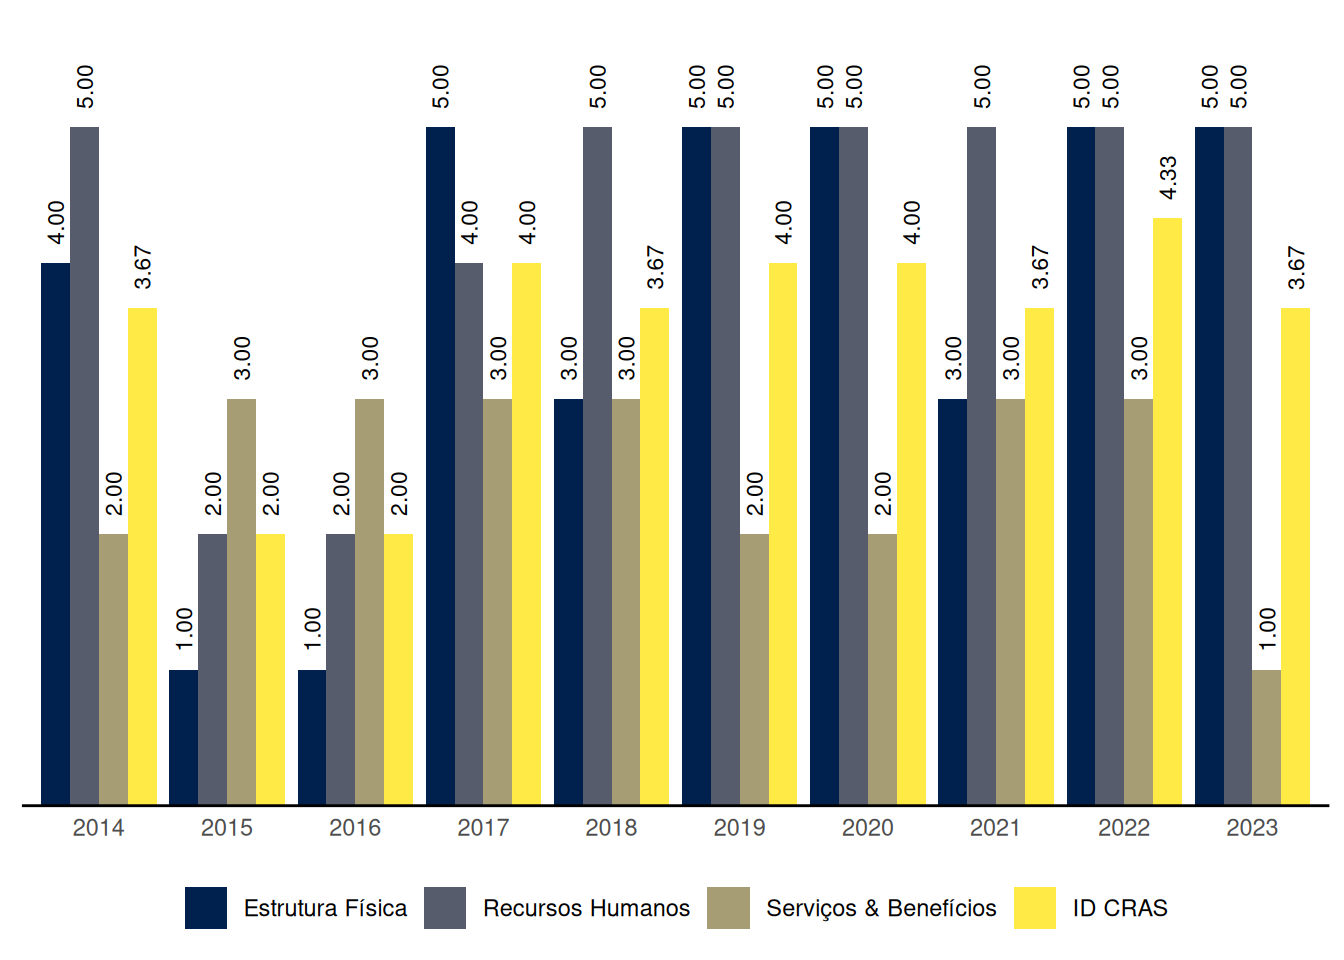 4.00 5.00 2.00 3.67
1.00 2.00 3.00 2.00
1.00 2.00 3.00 2.00
5.00 4.00 3.00 4.00
3.00 5.00 3.00 3.67
5.00 5.00 2.00 4.00
5.00 5.00 2.00 4.00
3.00 5.00 3.00 3.67
5.00 5.00 3.00 4.33
5.00 5.00 1.00 3.67
2014 2015 2016 2017 2018 2019 2020 2021 2022 2023
Estrutura Física Recursos Humanos Serviços & Benefícios ID CRAS